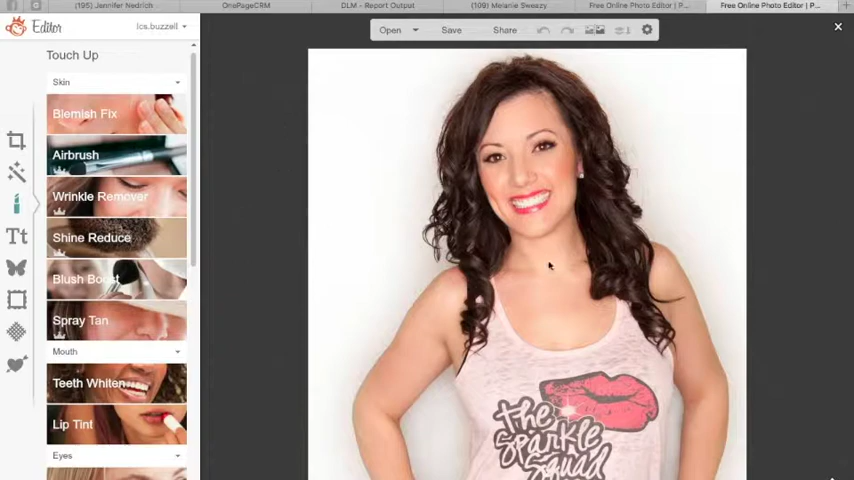 (195) Jennifer Nedrich
OnePageCRM
DLM - Report Output
(109) Melanie Sweazy
Free Online Photo Editor | P...
Free Online Photo Editor | P...
Editor
lcs.buzzell
Open
Save
Share
Touch Up
Skin
Blemish Fix
Airbrush
Wrinkle Remover
Shine Reduce
Blush Boost
Spray Tan
Mouth
Teeth Whiten
Lip Tint
Eyes
Tt
the
Sparkle
Squad